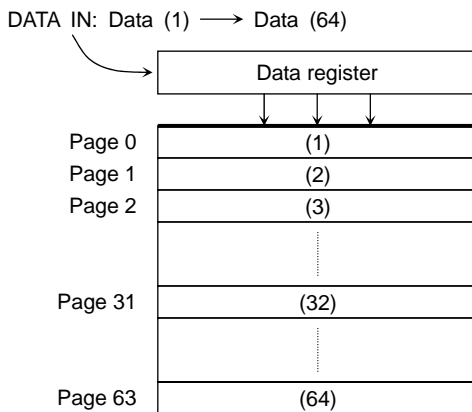 DATA IN: Data (1) → Data (64)
Data register
Page 0 (1)
Page 1 (2)
Page 2 (3)
Page 31 (32)
Page 63 (64)